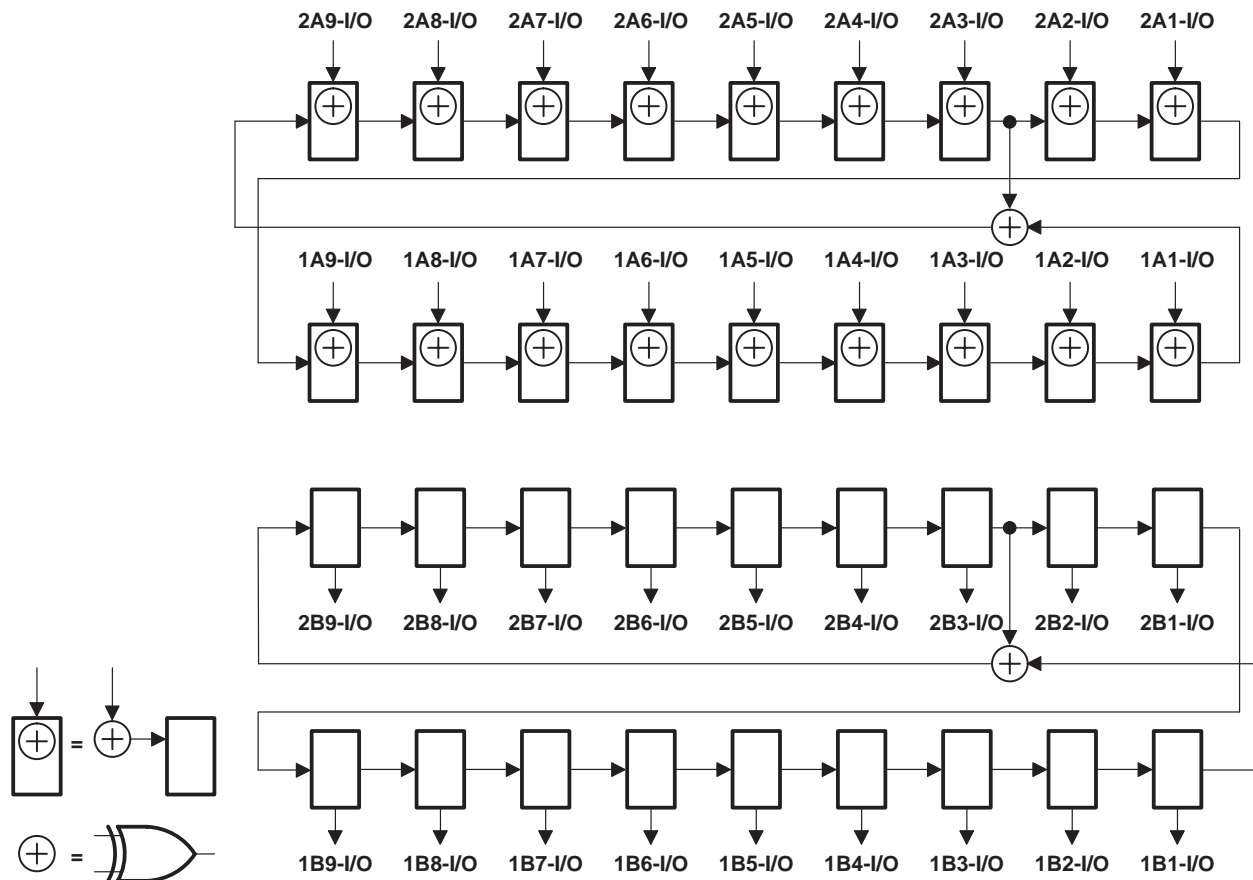 2A9-I/O 2A8-I/O 2A7-I/O 2A6-I/O 2A5-I/O 2A4-I/O 2A3-I/O 2A2-I/O 2A1-I/O
1A9-I/O 1A8-I/O 1A7-I/O 1A6-I/O 1A5-I/O 1A4-I/O 1A3-I/O 1A2-I/O 1A1-I/O
2B9-I/O 2B8-I/O 2B7-I/O 2B6-I/O 2B5-I/O 2B4-I/O 2B3-I/O 2B2-I/O 2B1-I/O
=
=
1B9-I/O 1B8-I/O 1B7-I/O 1B6-I/O 1B5-I/O 1B4-I/O 1B3-I/O 1B2-I/O 1B1-I/O